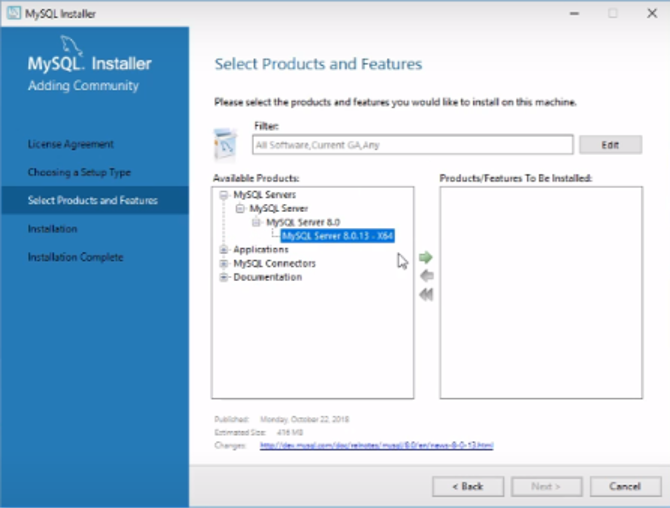 MySQL Installer
MySQL. Installer
Adding Community
License Agreement
Choosing a Setup Type
Select Products and Features
Installation
Installation Complete
Select Products and Features
Please select the products and features you would like to install on this machine.
Filter:
All Software,Current GA,Any
Edit
Available Products:
MySQL Servers
MySQL Server
MySQL Server 8.0
MySQL Server 8.0.13 - X64
Applications
MySQL Connectors
Documentation
Products/Features To Be Installed:
Published: Monday, October 22, 2018
Estimated Size: 416 MB
Changes: http://dev.mysql.com/doc/relnotes/mysql/8.0/en/news-8-0-13.html
< Back
Next >
Cancel